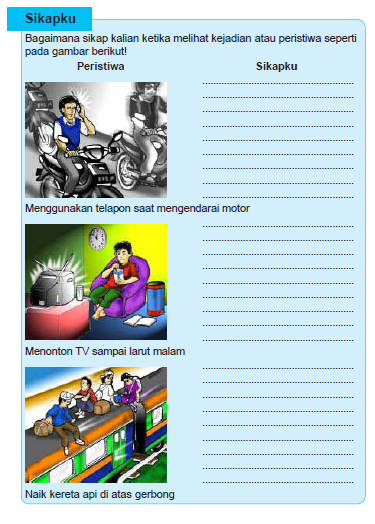 Sikapku
Bagaimana sikap kalian ketika melihat kejadian atau peristiwa seperti
pada gambar berikut!
Peristiwa
Sikapku
Menggunakan telapon saat mengendarai motor
Menonton TV sampai larut malam
Naik kereta api di atas gerbong